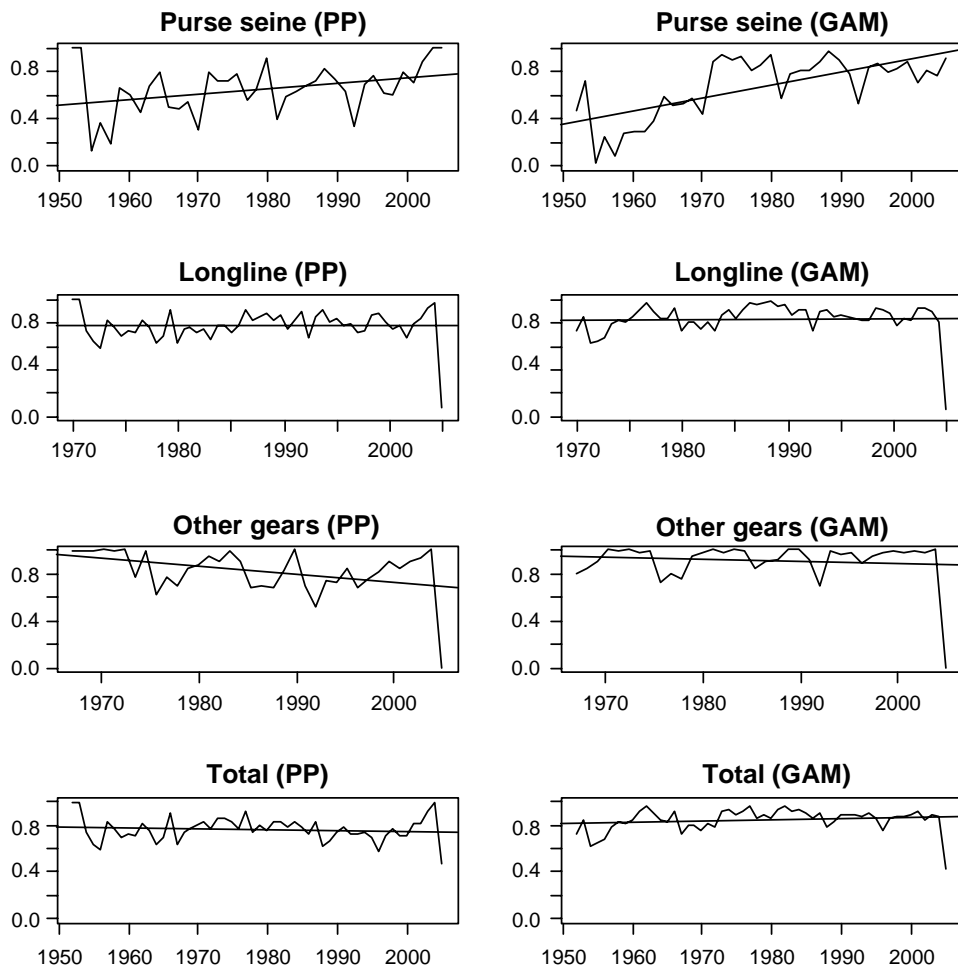 Purse seine (PP)
0.8
0.4
0.0
1950 1960 1970 1980 1990 2000
Purse seine (GAM)
0.8
0.4
0.0
1950 1960 1970 1980 1990 2000
Longline (PP)
0.8
0.4
0.0
1970 1980 1990 2000
Longline (GAM)
0.8
0.4
0.0
1970 1980 1990 2000
Other gears (PP)
0.8
0.4
0.0
1970 1980 1990 2000
Other gears (GAM)
0.8
0.4
0.0
1970 1980 1990 2000
Total (PP)
0.8
0.4
0.0
1950 1960 1970 1980 1990 2000
Total (GAM)
0.8
0.4
0.0
1950 1960 1970 1980 1990 2000